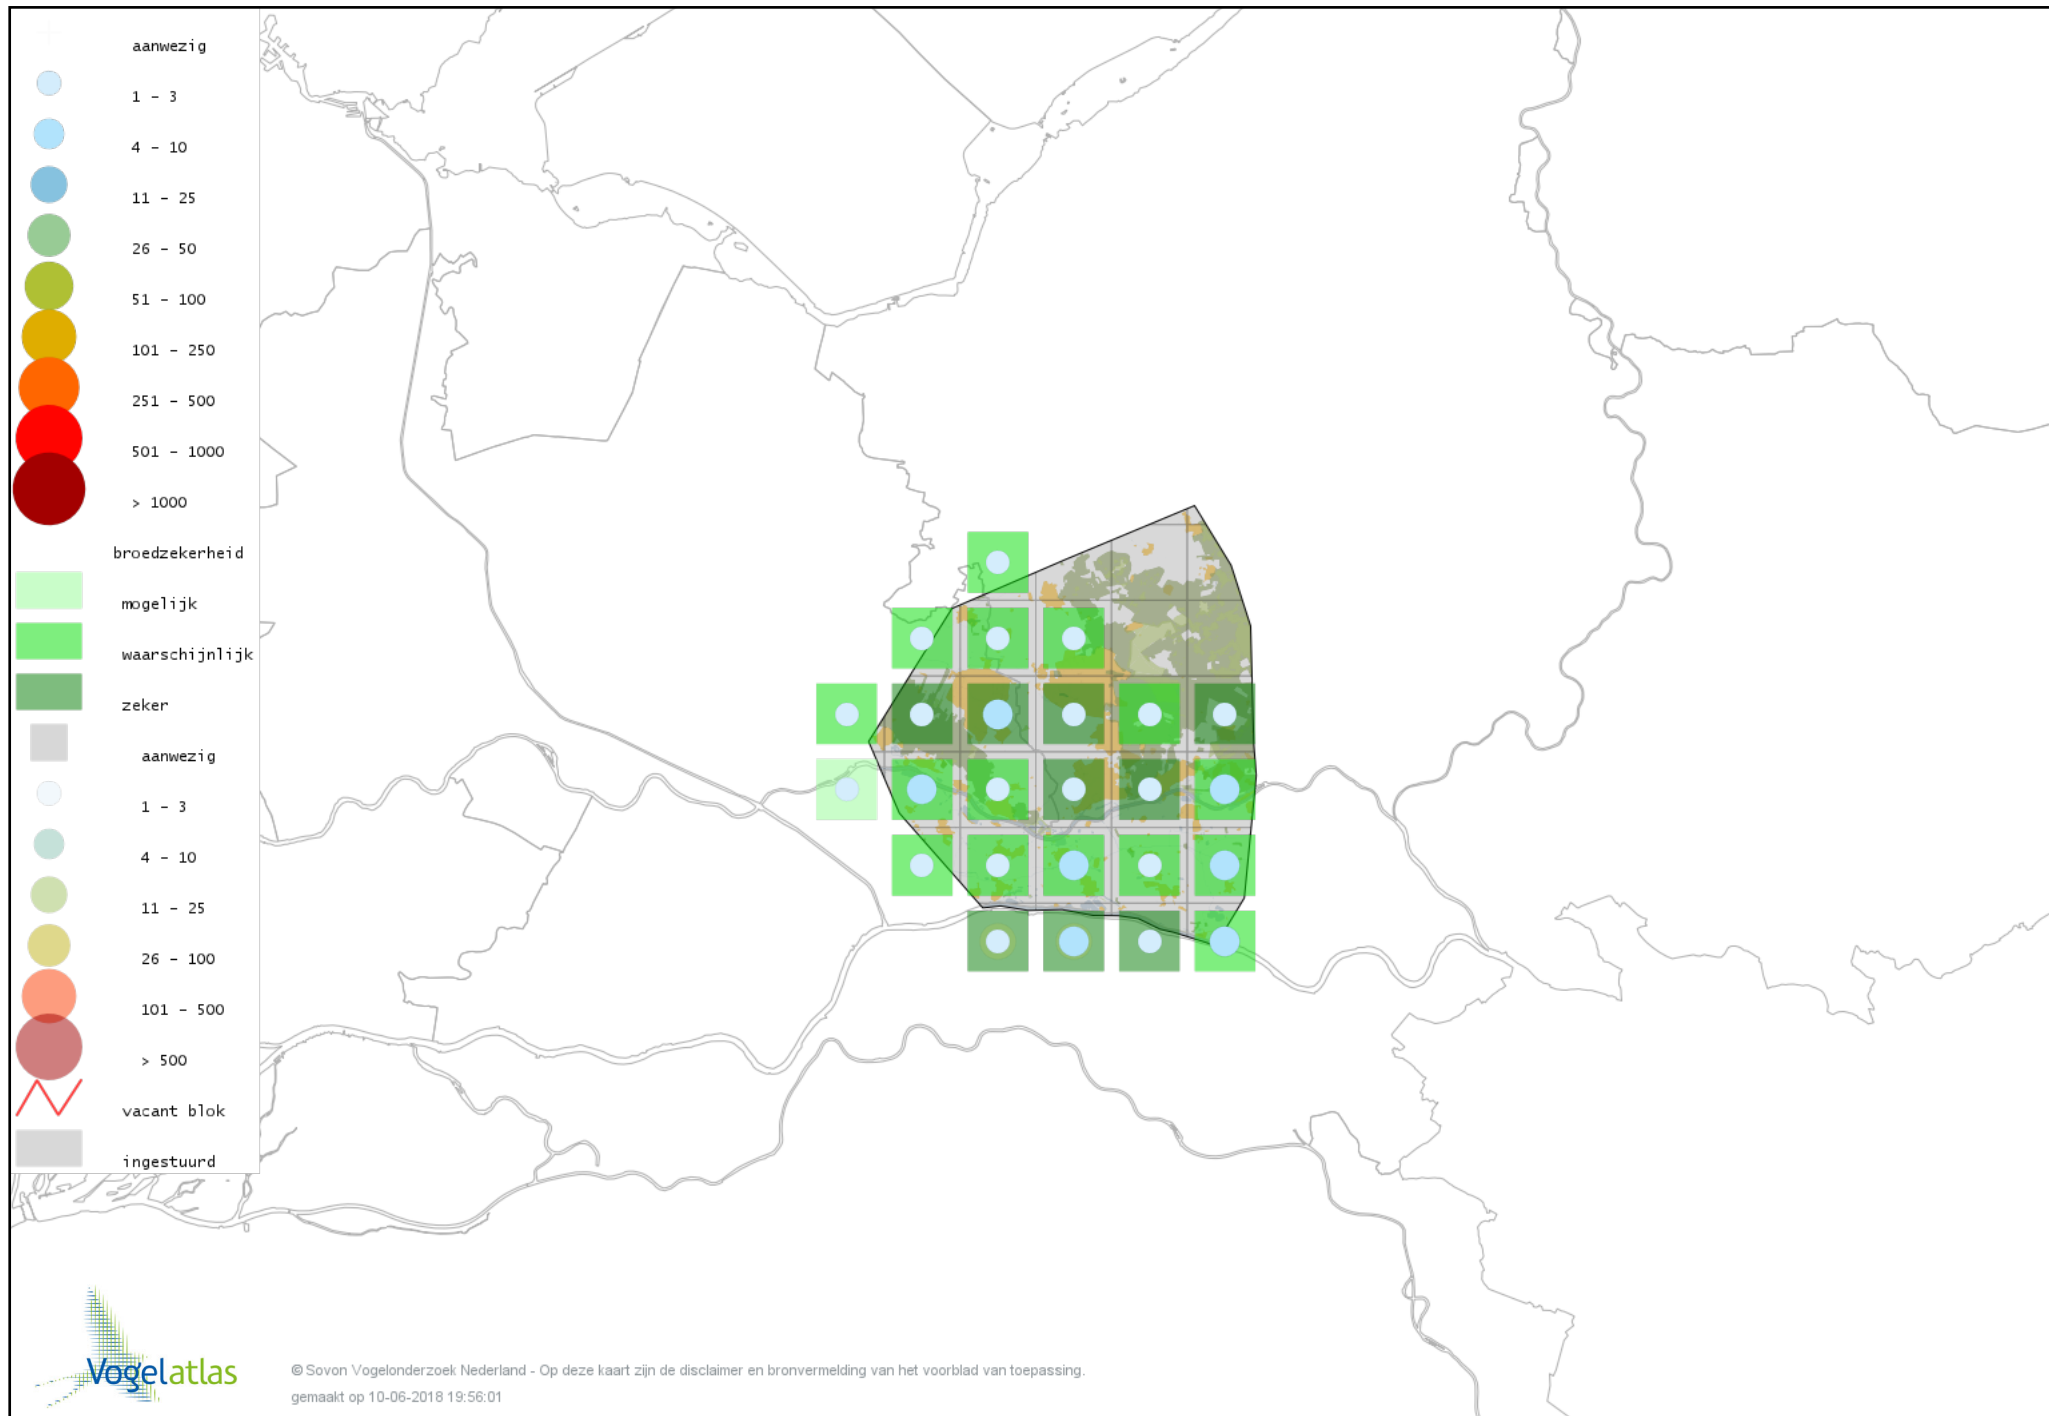 aanwezig
1 - 3
4 - 10
11 - 25
26 - 50
51 - 100
101 - 250
251 - 500
501 - 1000
> 1000
broedzekerheid
mogelijk
waarschijnlijk
zeker
aanwezig
1 - 3
4 - 10
11 - 25
26 - 100
101 - 500
> 500
vacant blok
ingestuurd
Vogelatlas
© Sovon Vogelonderzoek Nederland - Op deze kaart zijn de disclaimer en bronvermelding van het voorblad van toepassing.
gemaakt op 10-06-2018 19:56:01